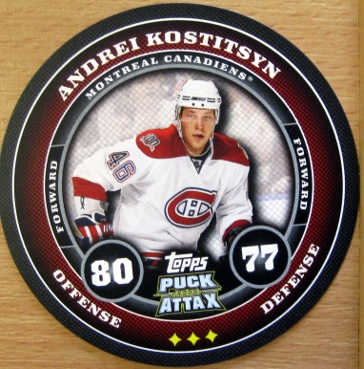 ANDREI KOSTITSYN
MONTREAL CANADIENS®
FORWARD
FORWARD
46
80
77
OFFENSE
DEFENSE
Topps
PUCK
ATTAX